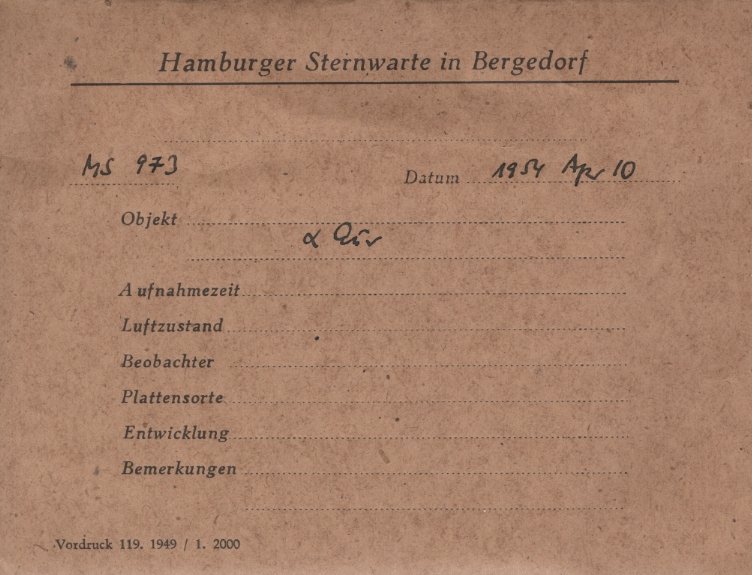 Hamburger Sternwarte in Bergedorf
MS 973 Datum 1954 Apr 10
Objekt
α Aur
Aufnahmezeit
Luftzustand
Beobachter
Plattensorte
Entwicklung
Bemerkungen
Vordruck 119. 1949 / 1. 2000